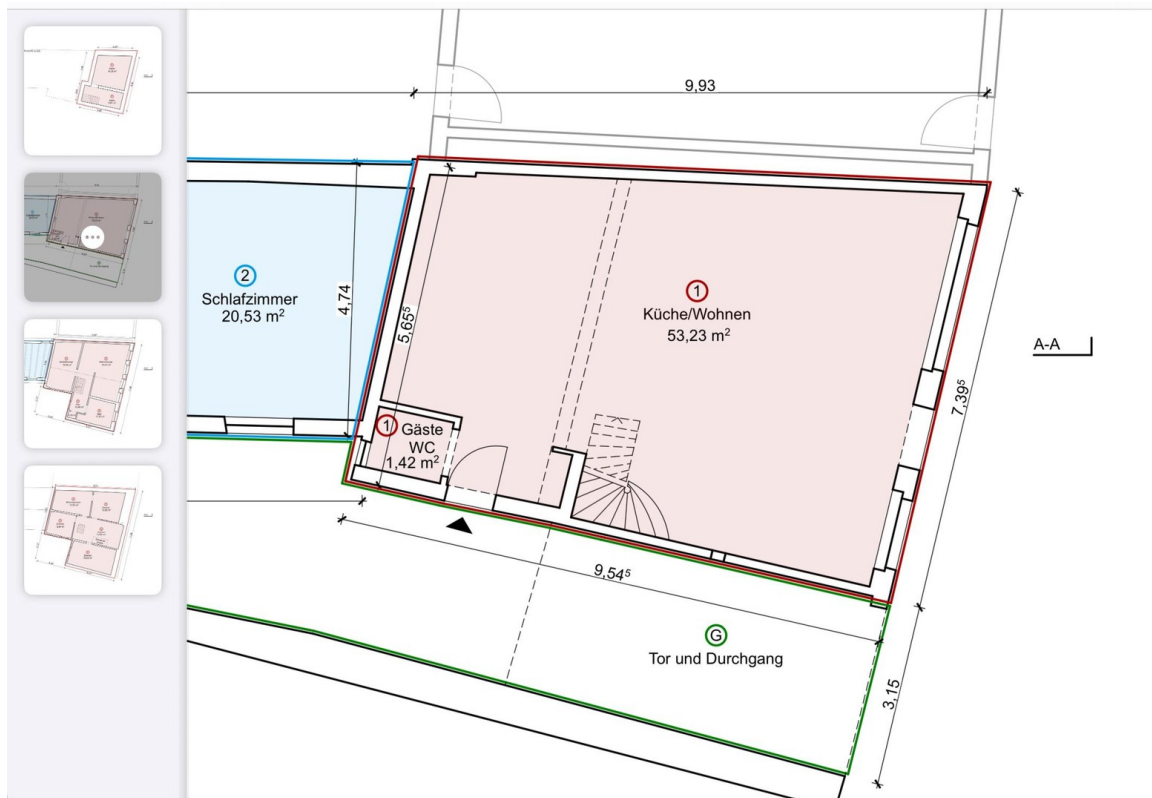 9,93
2
Schlafzimmer
20,53 m²
4,74
5,65⁵
1
Küche/Wohnen
53,23 m²
A-A
7,39⁵
1
Gäste
WC
1,42 m²
9,54⁵
G
Tor und Durchgang
3,15